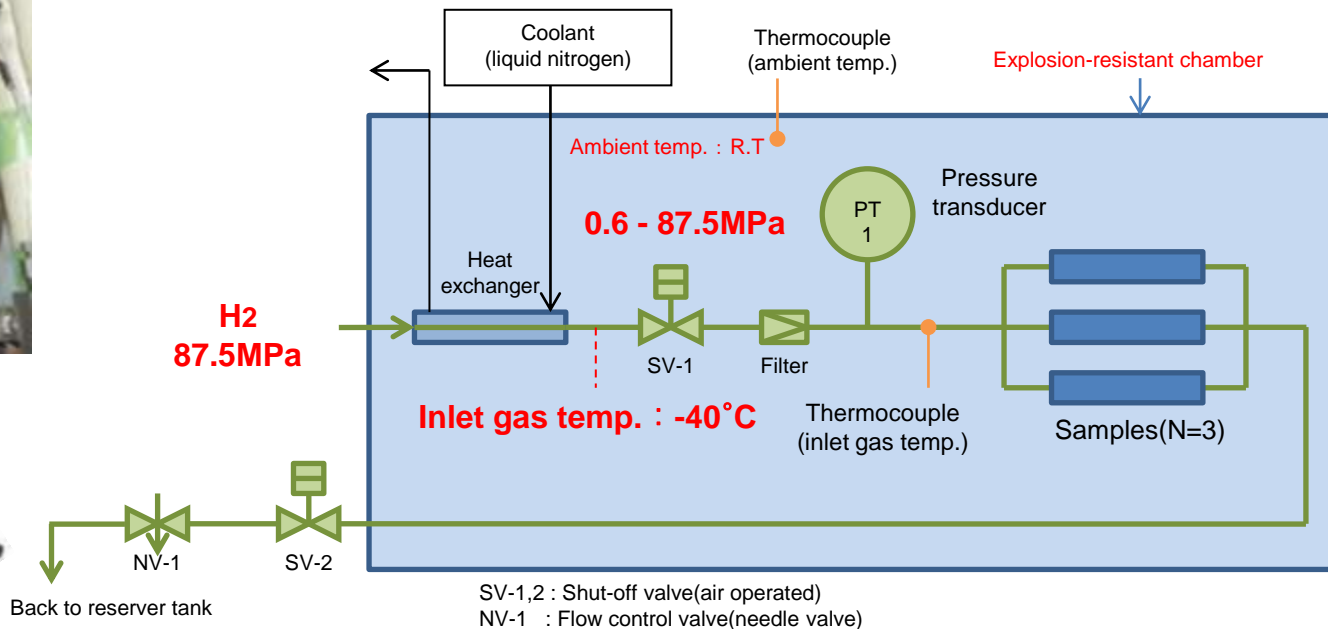 Coolant
(liquid nitrogen)
Thermocouple
(ambient temp.)
Explosion-resistant chamber
Ambient temp.：R.T
0.6 - 87.5MPa
PT
1
Pressure
transducer
Heat
exchanger
H2
87.5MPa
SV-1
Filter
Inlet gas temp.：-40°C
Thermocouple
(inlet gas temp.)
Samples(N=3)
NV-1
SV-2
Back to reserver tank
SV-1,2 : Shut-off valve(air operated)
NV-1 : Flow control valve(needle valve)